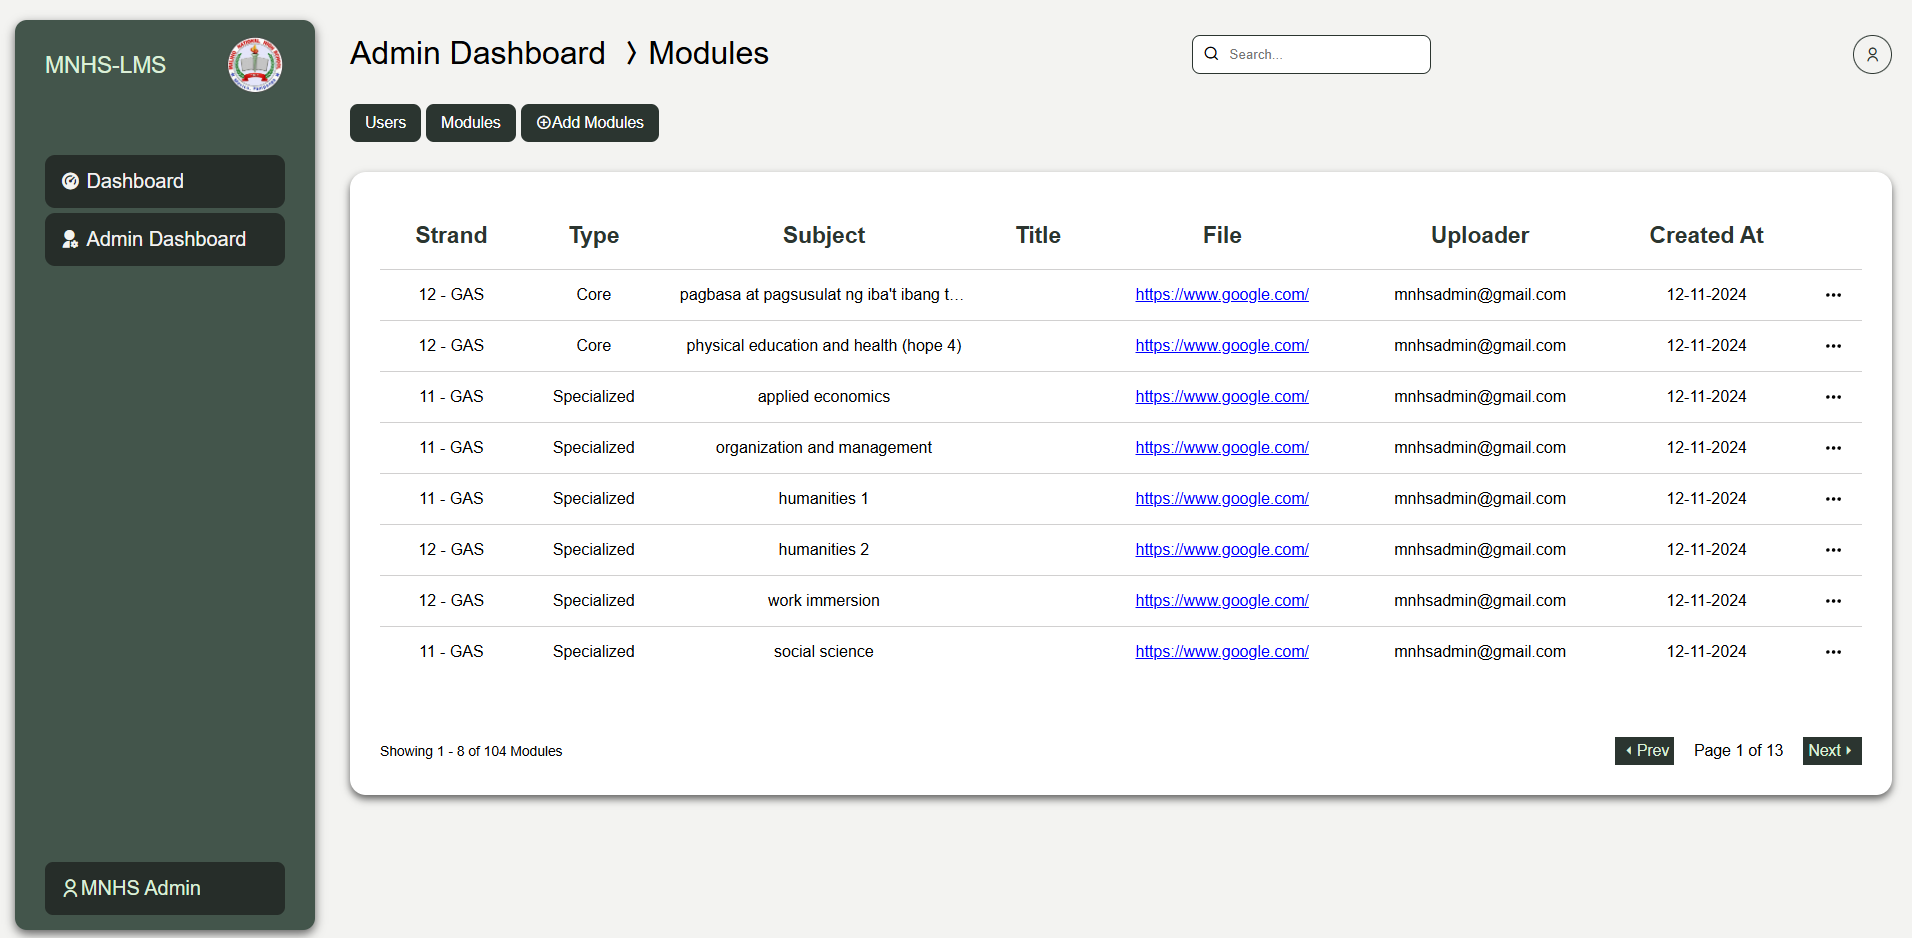 MNHS-LMS
Admin Dashboard 〉Modules
Search...
Users Modules Add Modules
Dashboard
Admin Dashboard
Strand Type Subject Title File Uploader Created At
12 - GAS Core pagbasa at pagsusulat ng iba't ibang t... https://www.google.com/ mnhsadmin@gmail.com 12-11-2024
12 - GAS Core physical education and health (hope 4) https://www.google.com/ mnhsadmin@gmail.com 12-11-2024
11 - GAS Specialized applied economics https://www.google.com/ mnhsadmin@gmail.com 12-11-2024
11 - GAS Specialized organization and management https://www.google.com/ mnhsadmin@gmail.com 12-11-2024
11 - GAS Specialized humanities 1 https://www.google.com/ mnhsadmin@gmail.com 12-11-2024
12 - GAS Specialized humanities 2 https://www.google.com/ mnhsadmin@gmail.com 12-11-2024
12 - GAS Specialized work immersion https://www.google.com/ mnhsadmin@gmail.com 12-11-2024
11 - GAS Specialized social science https://www.google.com/ mnhsadmin@gmail.com 12-11-2024
Showing 1 - 8 of 104 Modules
Prev Page 1 of 13 Next
MNHS Admin